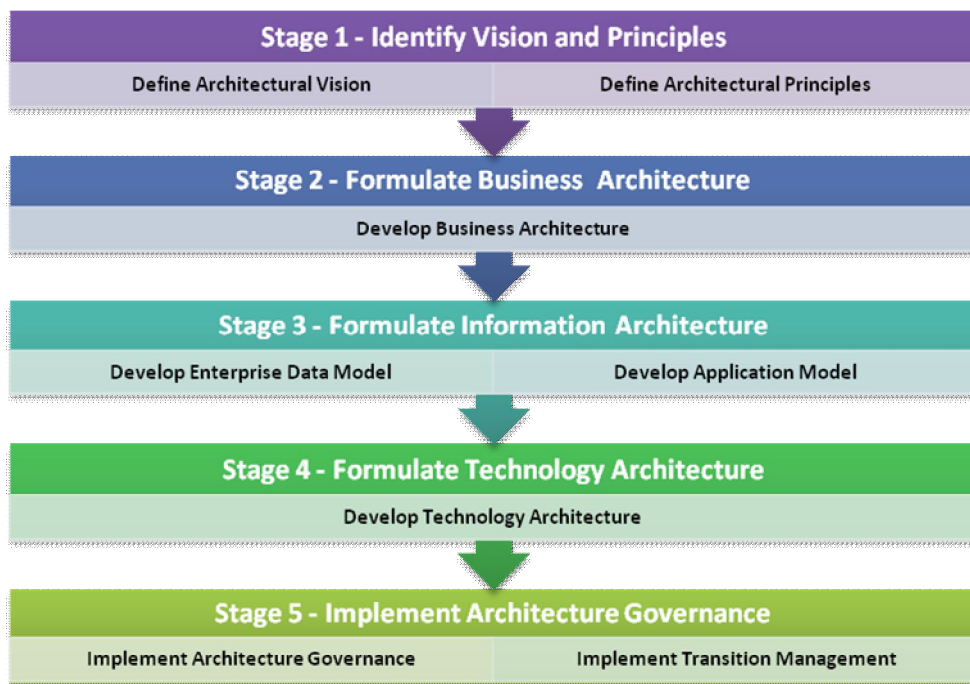 Stage 1 - Identify Vision and Principles
Define Architectural Vision
Define Architectural Principles
Stage 2 - Formulate Business Architecture
Develop Business Architecture
Stage 3 - Formulate Information Architecture
Develop Enterprise Data Model
Develop Application Model
Stage 4 - Formulate Technology Architecture
Develop Technology Architecture
Stage 5 - Implement Architecture Governance
Implement Architecture Governance
Implement Transition Management